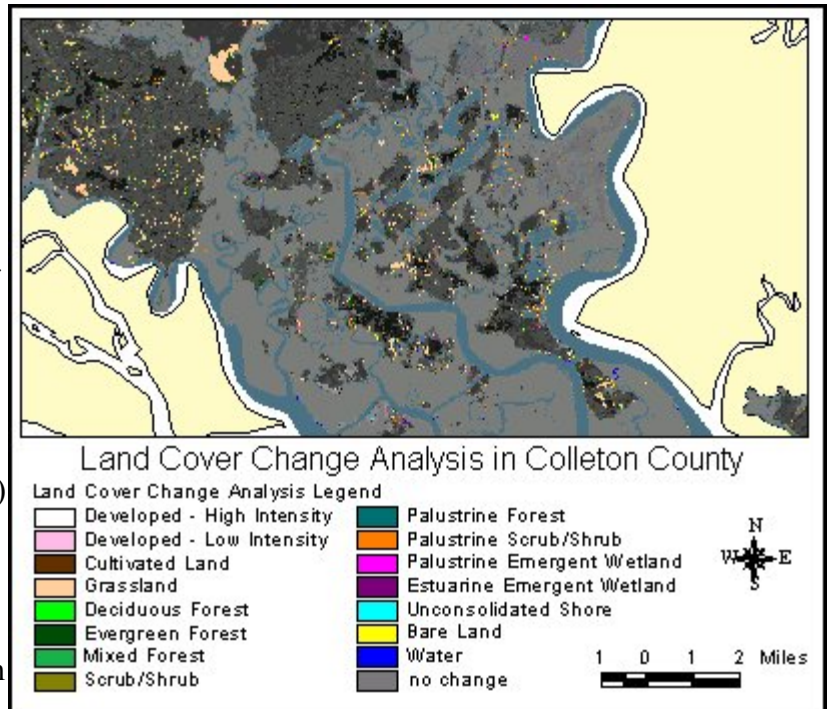 Land Cover Change Analysis in Colleton County
Land Cover Change Analysis Legend
Developed - High Intensity
Developed - Low Intensity
Cultivated Land
Grassland
Deciduous Forest
Evergreen Forest
Mixed Forest
Scrub/Shrub
Palustrine Forest
Palustrine Scrub/Shrub
Palustrine Emergent Wetland
Estuarine Emergent Wetland
Unconsolidated Shore
Bare Land
Water
no change
N
W E
S
1 0 1 2 Miles